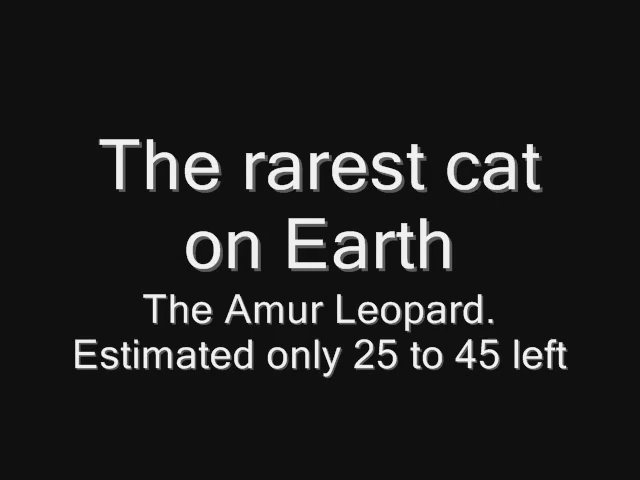 The rarest cat
on Earth
The Amur Leopard.
Estimated only 25 to 45 left